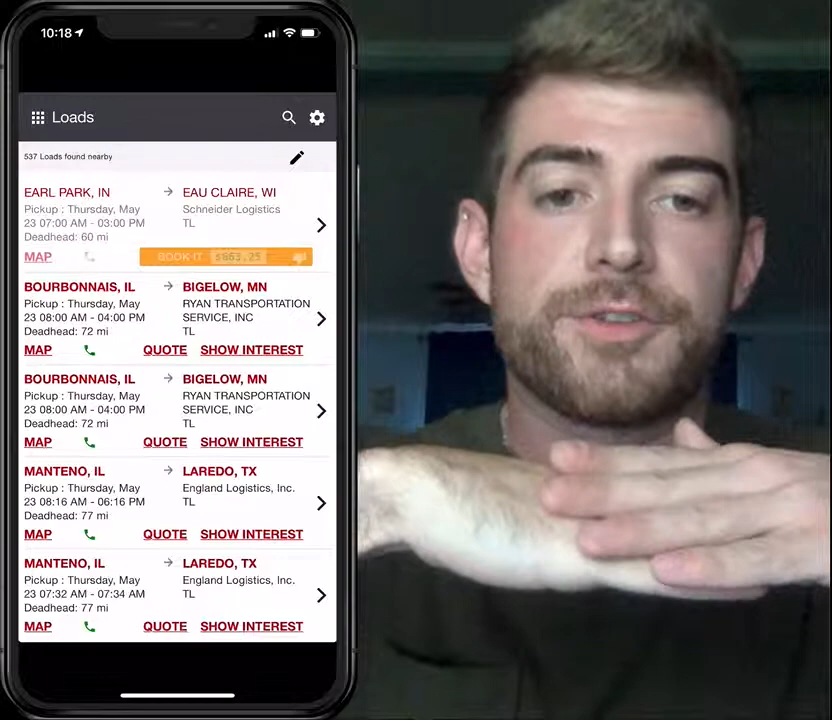 10:18
Loads
537 Loads found nearby
EARL PARK, IN → EAU CLAIRE, WI
Pickup : Thursday, May Schneider Logistics
23 07:00 AM - 03:00 PM TL
Deadhead: 60 mi
MAP BOOK IT $863.25
BOURBONNAIS, IL → BIGELOW, MN
Pickup : Thursday, May RYAN TRANSPORTATION
23 08:00 AM - 04:00 PM SERVICE, INC
Deadhead: 72 mi TL
MAP QUOTE SHOW INTEREST
BOURBONNAIS, IL → BIGELOW, MN
Pickup : Thursday, May RYAN TRANSPORTATION
23 08:00 AM - 04:00 PM SERVICE, INC
Deadhead: 72 mi TL
MAP QUOTE SHOW INTEREST
MANTENO, IL → LAREDO, TX
Pickup : Thursday, May England Logistics, Inc.
23 08:16 AM - 06:16 PM TL
Deadhead: 77 mi
MAP QUOTE SHOW INTEREST
MANTENO, IL → LAREDO, TX
Pickup : Thursday, May England Logistics, Inc.
23 07:32 AM - 07:34 AM TL
Deadhead: 77 mi
MAP QUOTE SHOW INTEREST